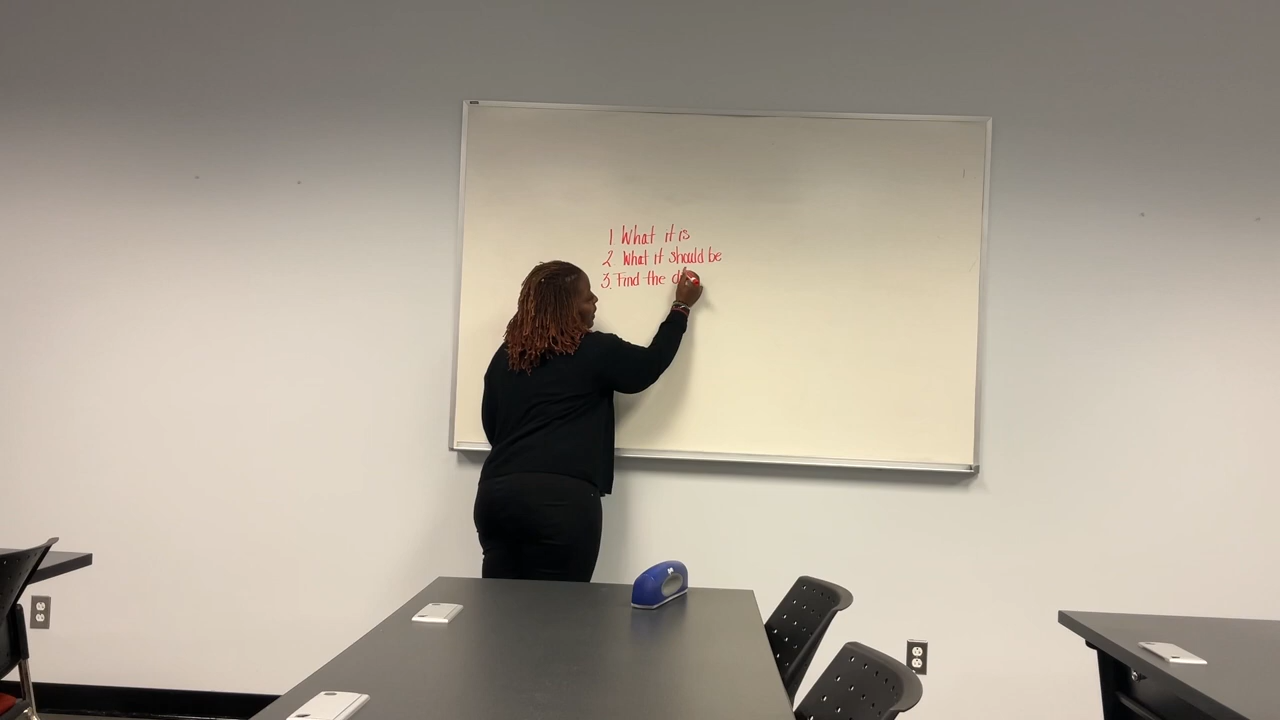 1 What it is
2 What it should be
3. Find the d